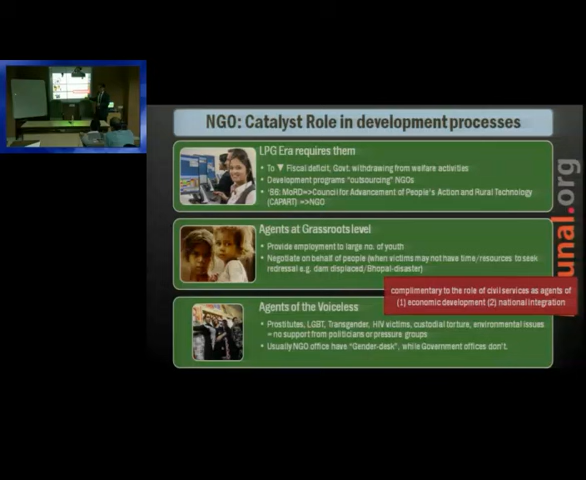 NGO: Catalyst Role in development processes
LPG Era requires them
• To ▼ Fiscal deficit, Govt. withdrawing from welfare activities
• Development programs "outsourcing" NGOs
• '86: MoRD=>Council for Advancement of People's Action and Rural Technology
(CAPART) =>NGO
Agents at Grassroots level
• Provide employment to large no. of youth
• Negotiate on behalf of people (when victims may not have time/resources to seek
redressal e.g. dam displaced/Bhopal-disaster)
complimentary to the role of civil services as agents of
(1) economic development (2) national integration
Agents of the Voiceless
• Prostitutes, LGBT, Transgender, HIV victims, custodial torture, environmental issues
= no support from politicians or pressure groups
• Usually NGO office have "Gender-desk", while Government offices don't.
unal.org